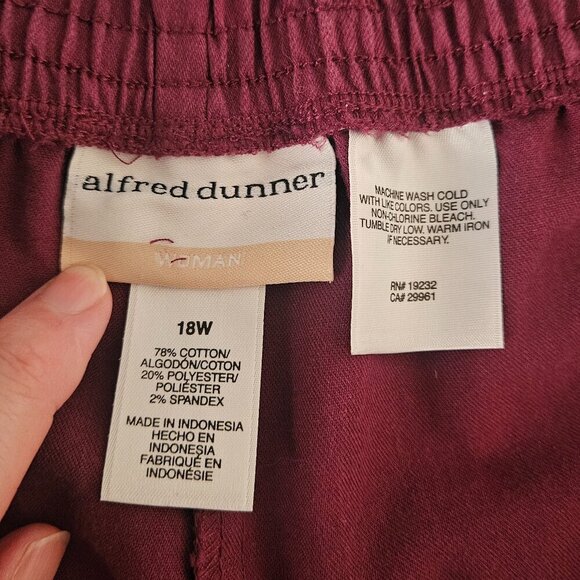 alfred dunner
WOMAN
18W
78% COTTON/
ALGODÓN/COTON
20% POLYESTER/
POLIÉSTER
2% SPANDEX
MADE IN INDONESIA
HECHO EN
INDONESIA
FABRIQUÉ EN
INDONÉSIE
MACHINE WASH COLD
WITH LIKE COLORS. USE ONLY
NON-CHLORINE BLEACH.
TUMBLE DRY LOW. WARM IRON
IF NECESSARY.
RN# 19232
CA# 29961